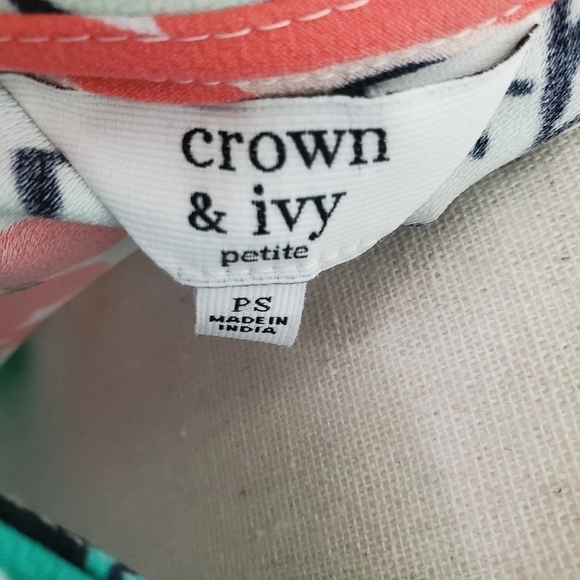 crown
& ivy
petite
PS
MADE IN
INDIA